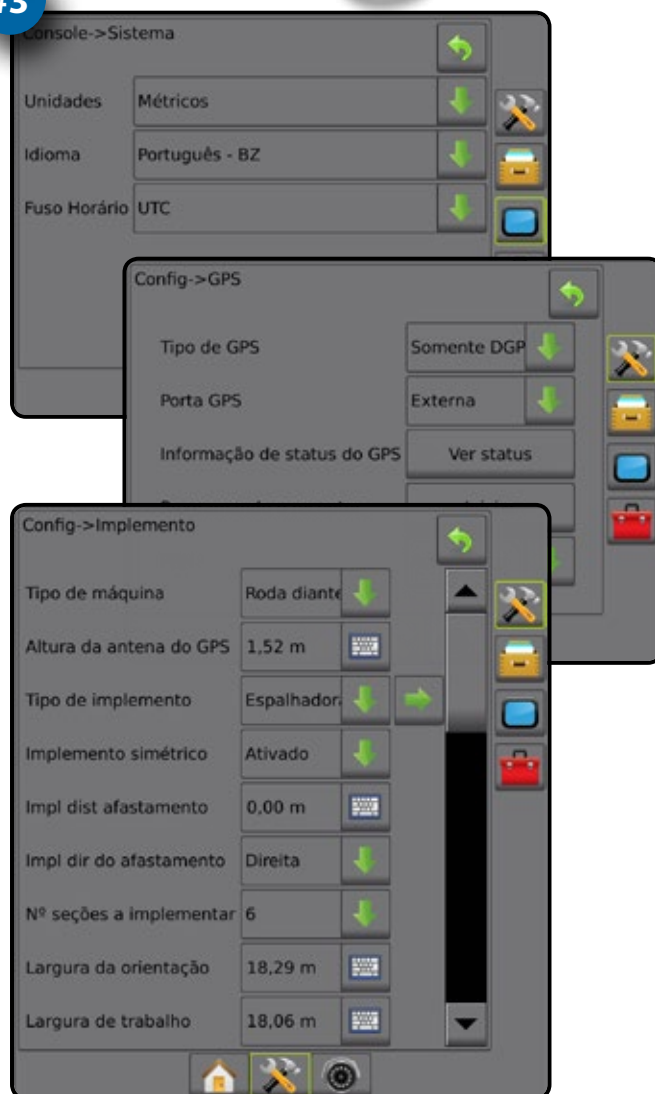 #3
Console->Sistema
Unidades Métricos
Idioma Português - BZ
Fuso Horário UTC
Config->GPS
Tipo de GPS Somente DGP
Porta GPS Externa
Informação de status do GPS Ver status
Config->Implemento
Tipo de máquina Roda diante
Altura da antena do GPS 1,52 m
Tipo de implemento Espalhador
Implemento simétrico Ativado
Impl dist afastamento 0,00 m
Impl dir do afastamento Direita
Nº seções a implementar 6
Largura da orientação 18,29 m
Largura de trabalho 18,06 m